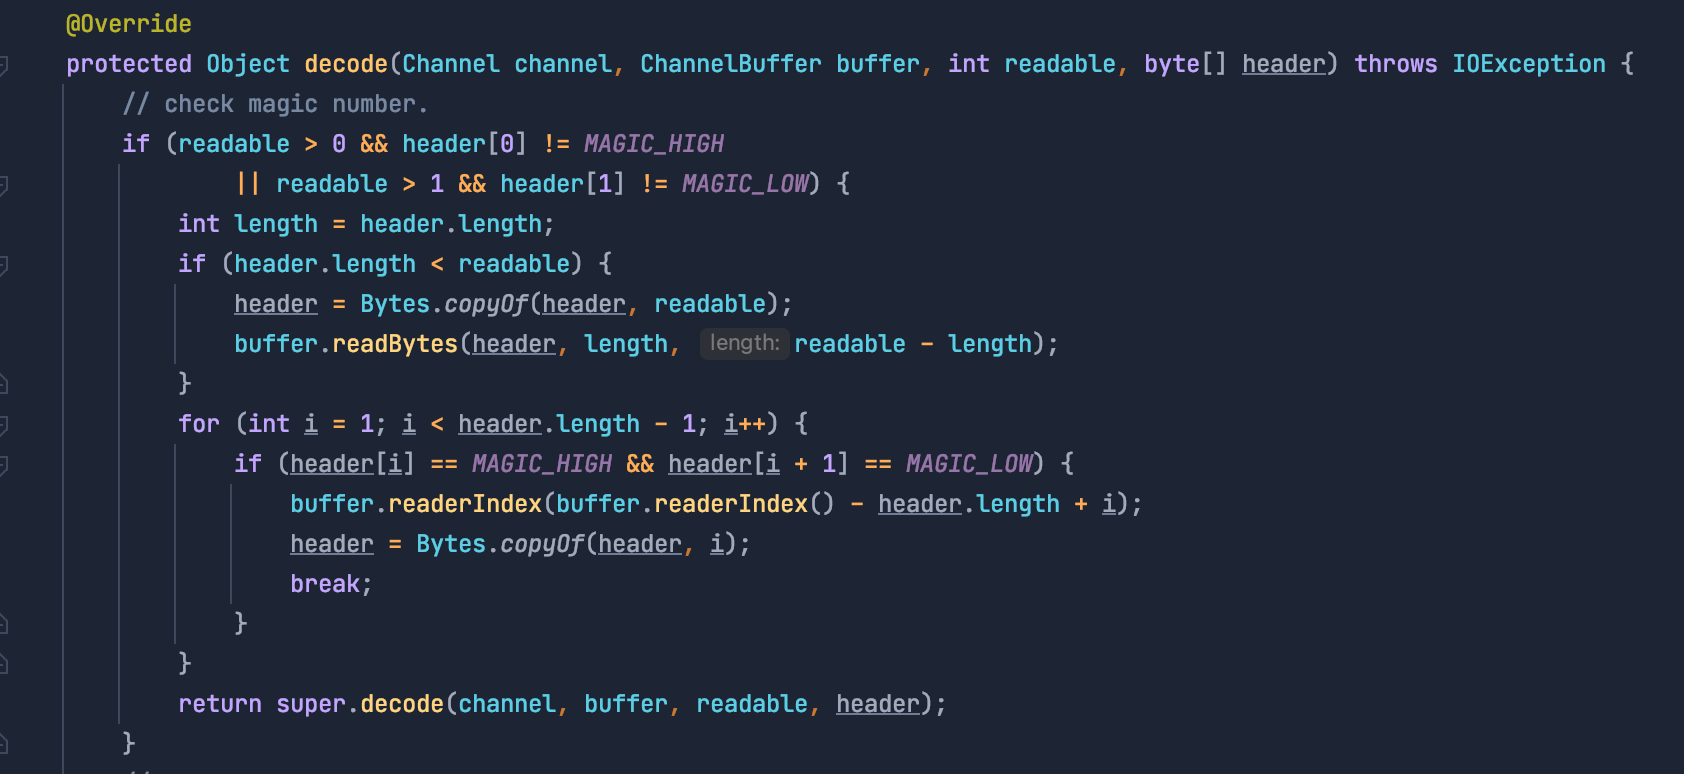 @Override
protected Object decode(Channel channel, ChannelBuffer buffer, int readable, byte[] header) throws IOException {
    // check magic number.
    if (readable > 0 && header[0] != MAGIC_HIGH
            || readable > 1 && header[1] != MAGIC_LOW) {
        int length = header.length;
        if (header.length < readable) {
            header = Bytes.copyOf(header, readable);
            buffer.readBytes(header, length, length: readable - length);
        }
        for (int i = 1; i < header.length - 1; i++) {
            if (header[i] == MAGIC_HIGH && header[i + 1] == MAGIC_LOW) {
                buffer.readerIndex(buffer.readerIndex() - header.length + i);
                header = Bytes.copyOf(header, i);
                break;
            }
        }
        return super.decode(channel, buffer, readable, header);
    }
    //